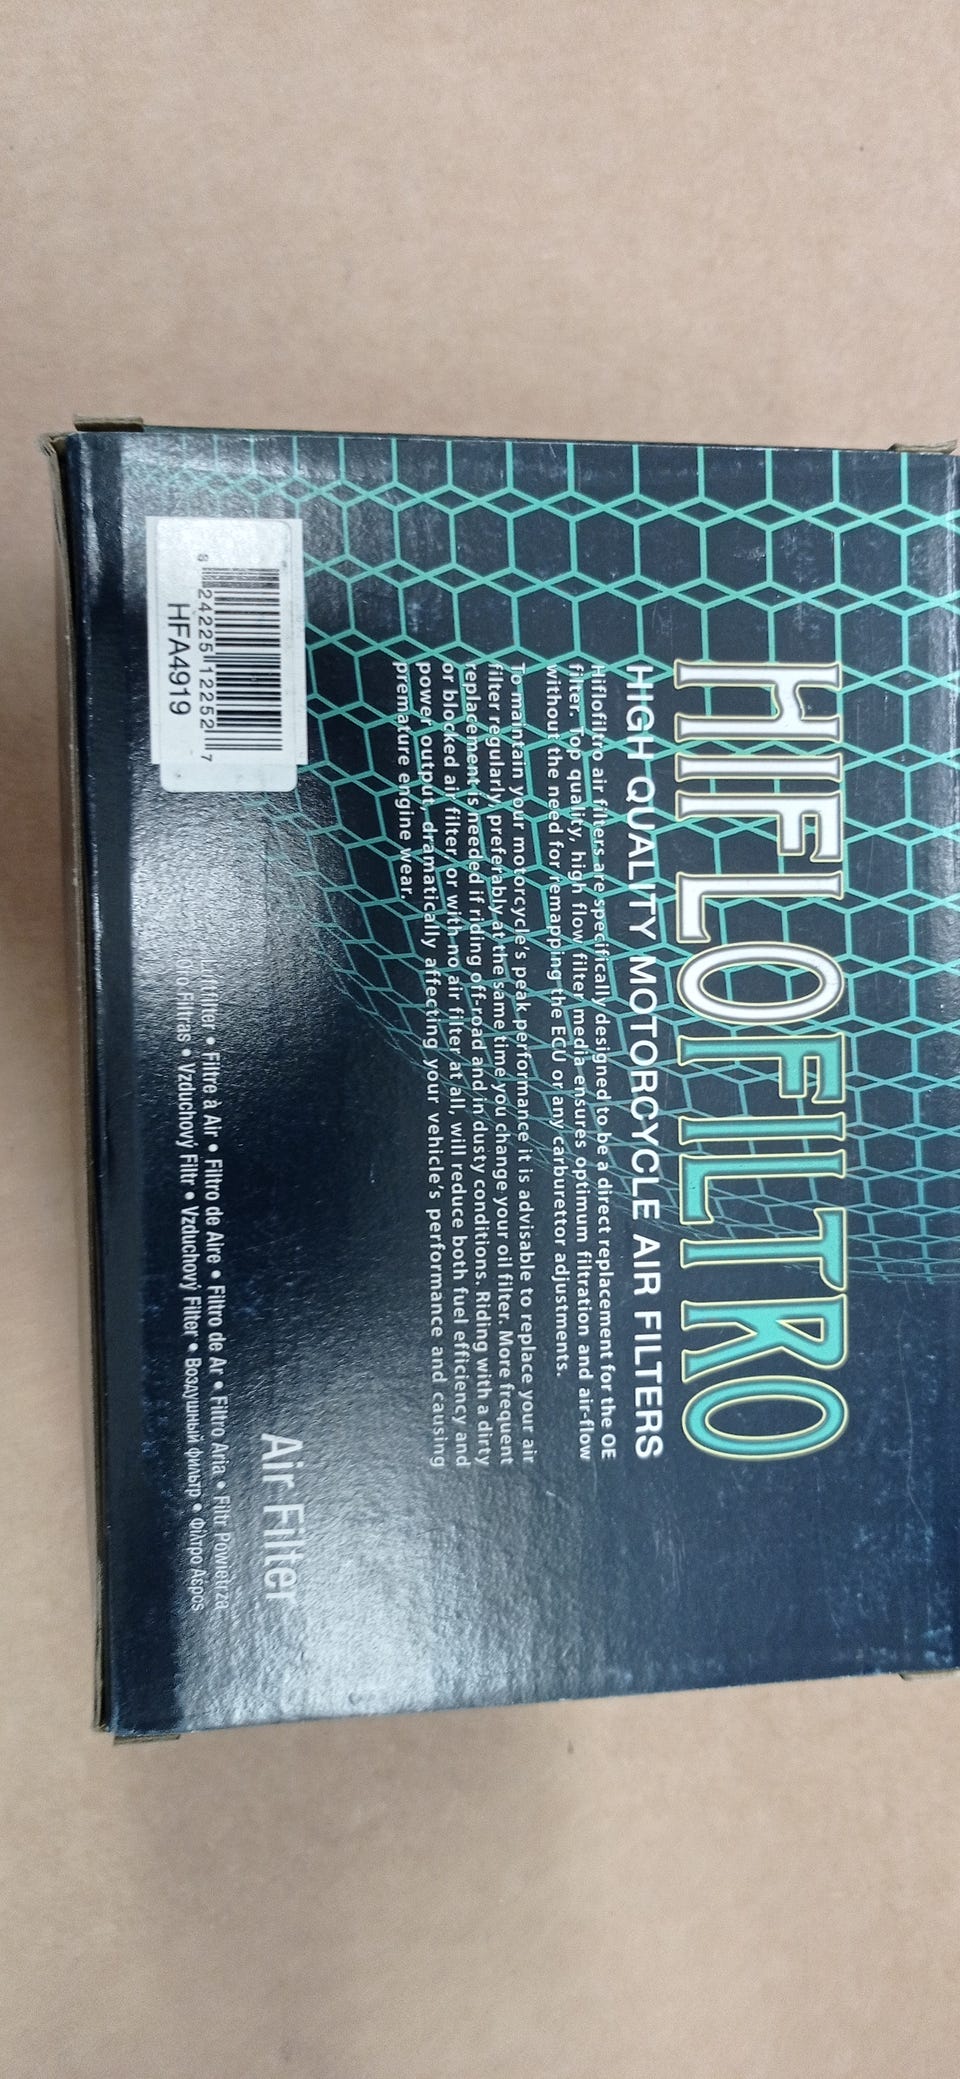 HIFLOFILTRO
HIGH QUALITY MOTORCYCLE AIR FILTERS
Hiflofiltro air filters are specifically designed to be a direct replacement for the OE
filter. Top quality, high flow filter media ensures optimum filtration and air-flow
without the need for remapping the ECU or any carburettor adjustments.
To maintain your motorcycle's peak performance it is advisable to replace your air
filter regularly, preferably at the same time you change your oil filter. More frequent
replacement is needed if riding off-road and in dusty conditions. Riding with a dirty
or blocked air filter, or with no air filter at all, will reduce both fuel efficiency and
power output, dramatically affecting your vehicle's performance and causing
premature engine wear.
Air Filter
Luftfilter • Filtre à Air • Filtro de Aire • Filtro de Ar • Filtro Aria • Filtr Powietrza
Filtras • Vzduchový Filtr • Vzduchový Filter • Воздушный фильтр • Φίλτρο Αέρος
8 24225 12252 7
HFA4919